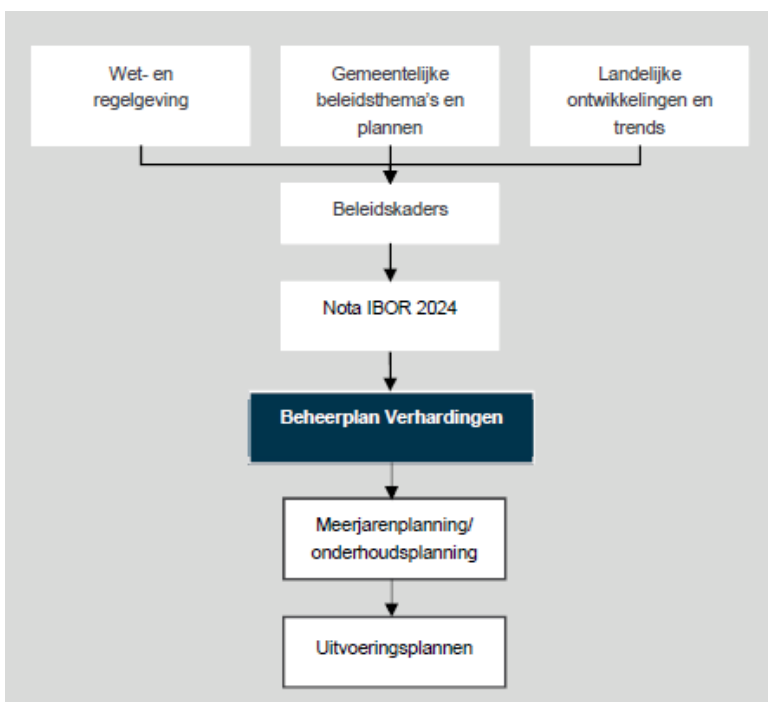 Wet- en
regelgeving
Gemeentelijke
beleidsthema's en
plannen
Landelijke
ontwikkelingen en
trends
Beleidskaders
Nota IBOR 2024
Beheerplan Verhardingen
Meerjarenplanning/
onderhoudsplanning
Uitvoeringsplannen